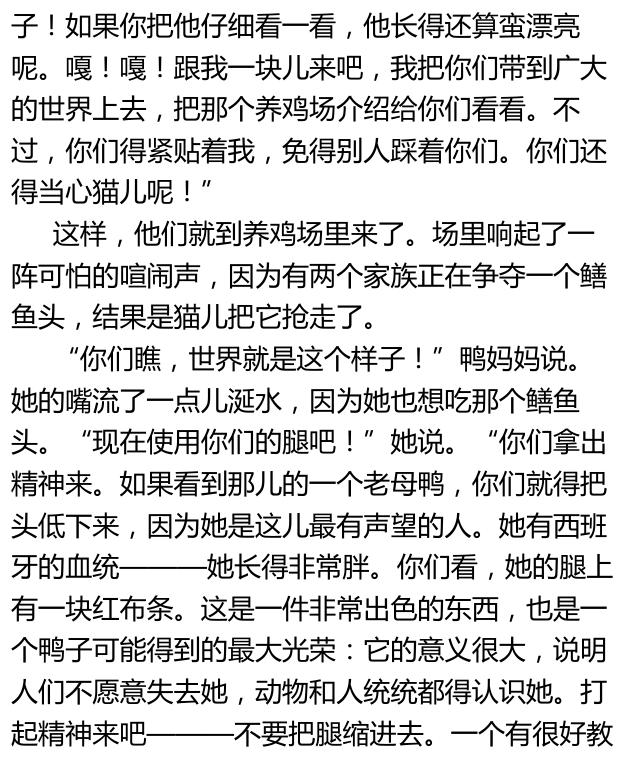 子！如果你把他仔细看一看，他长得还算蛮漂亮
呢。嘎！嘎！跟我一块儿来吧，我把你们带到广大
的世界上去，把那个养鸡场介绍给你们看看。不
过，你们得紧贴着我，免得别人踩着你们。你们还
得当心猫儿呢！”
这样，他们就到养鸡场里来了。场里响起了一
阵可怕的喧闹声，因为有两个家族正在争夺一个鳝
鱼头，结果是猫儿把它抢走了。
“你们瞧，世界就是这个样子！”鸭妈妈说。
她的嘴流了一点儿涎水，因为她也想吃那个鳝鱼
头。“现在使用你们的腿吧！”她说。“你们拿出
精神来。如果看到那儿的一个老母鸭，你们就得把
头低下来，因为她是这儿最有声望的人。她有西班
牙的血统———她长得非常胖。你们看，她的腿上
有一块红布条。这是一件非常出色的东西，也是一
个鸭子可能得到的最大光荣：它的意义很大，说明
人们不愿意失去她，动物和人统统都得认识她。打
起精神来吧———不要把腿缩进去。一个有很好教